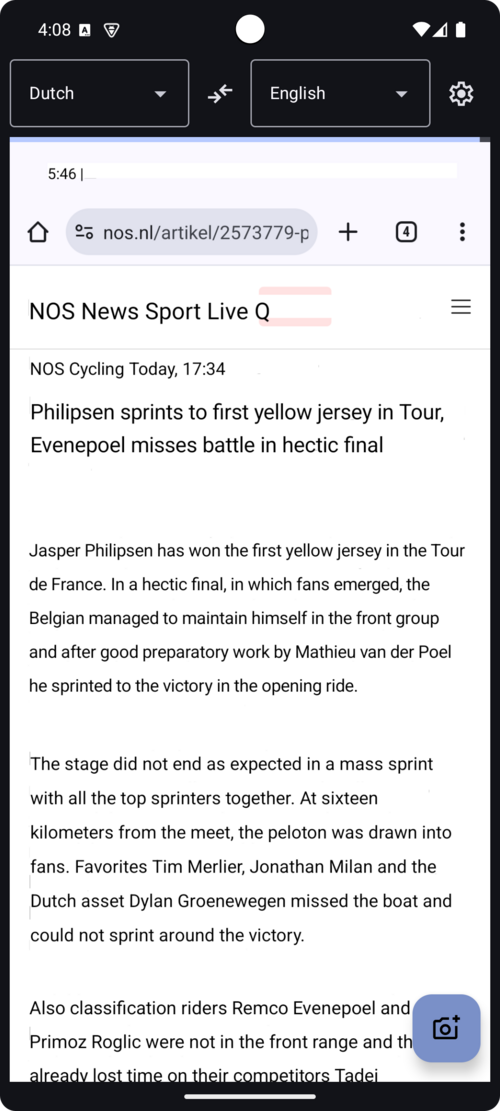 4:08
Dutch
English
5:46 |
nos.nl/artikel/2573779-p
4
NOS News Sport Live Q
NOS Cycling Today, 17:34
Philipsen sprints to first yellow jersey in Tour,
Evenepoel misses battle in hectic final
Jasper Philipsen has won the first yellow jersey in the Tour
de France. In a hectic final, in which fans emerged, the
Belgian managed to maintain himself in the front group
and after good preparatory work by Mathieu van der Poel
he sprinted to the victory in the opening ride.
The stage did not end as expected in a mass sprint
with all the top sprinters together. At sixteen
kilometers from the meet, the peloton was drawn into
fans. Favorites Tim Merlier, Jonathan Milan and the
Dutch asset Dylan Groenewegen missed the boat and
could not sprint around the victory.
Also classification riders Remco Evenepoel and
Primoz Roglic were not in the front range and
already lost time on their competitors Tadej